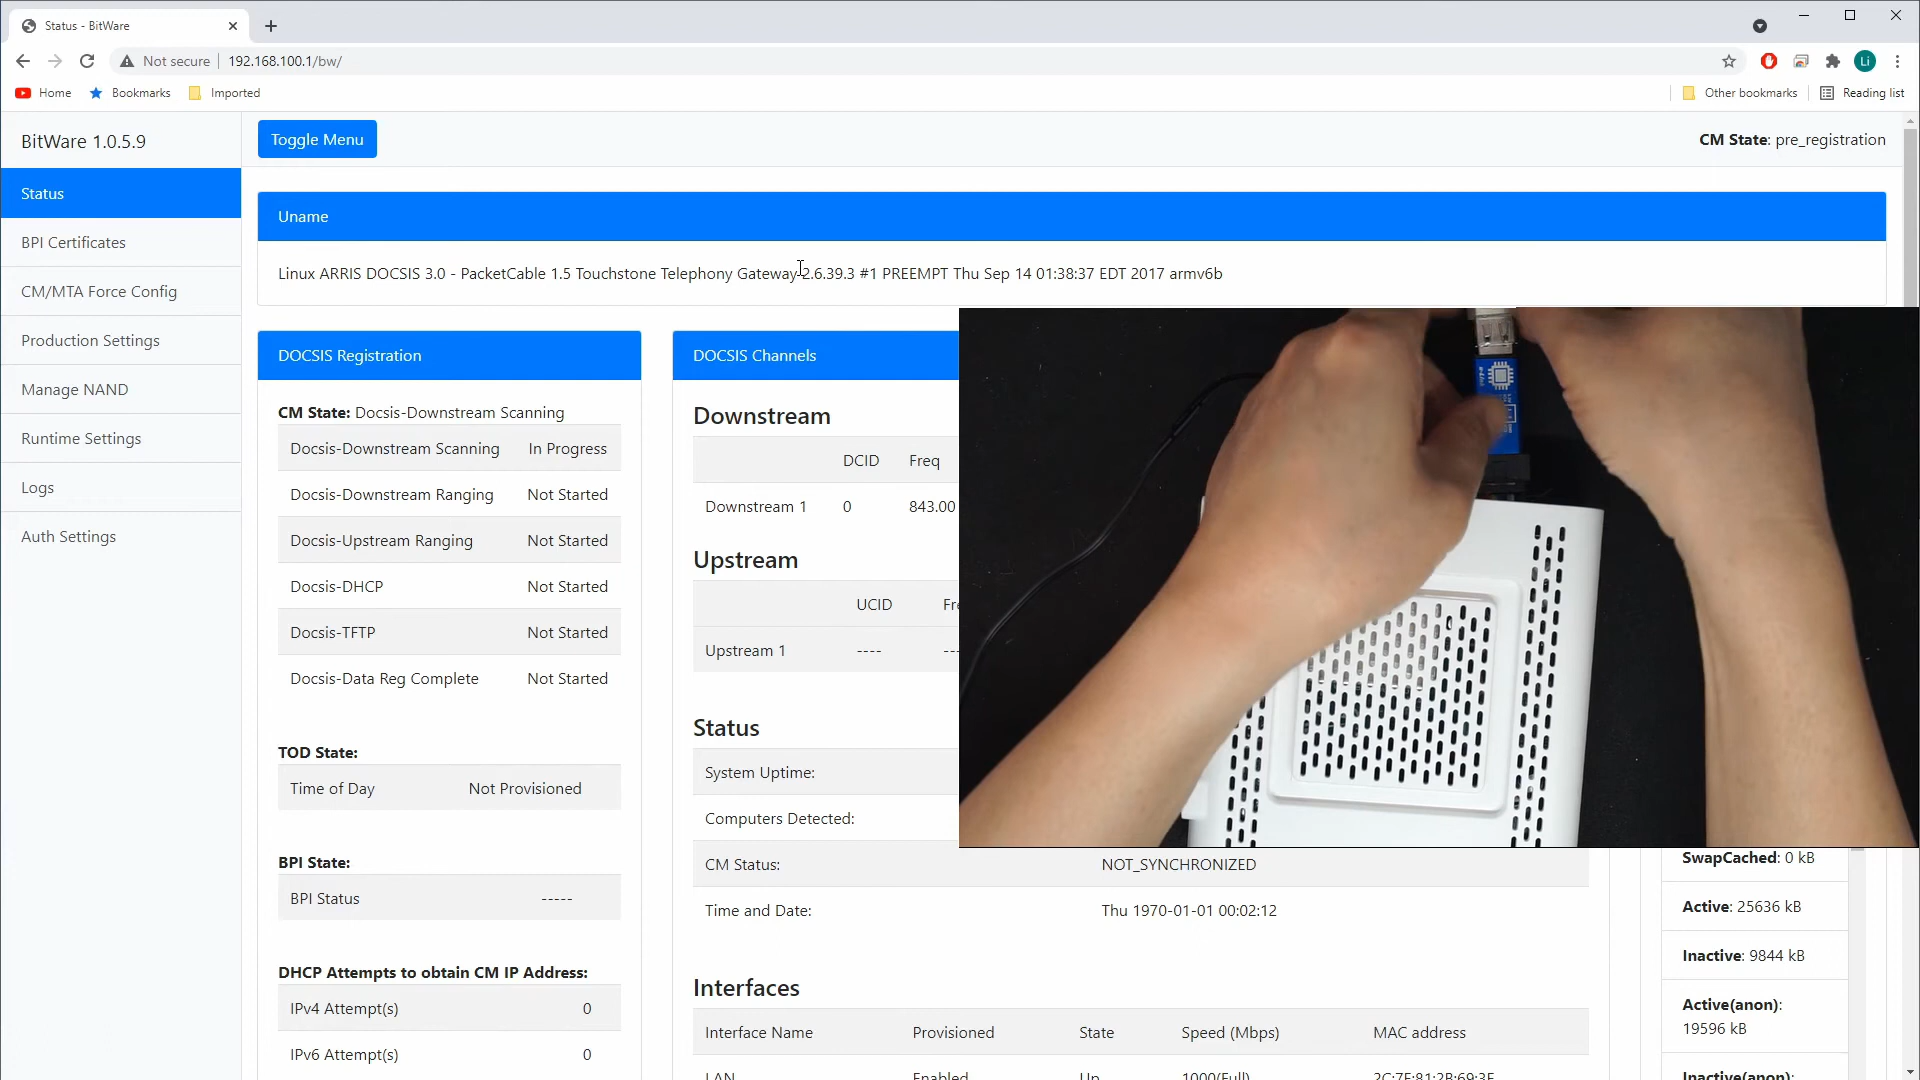 Status - BitWare
Not secure
192.168.100.1/bw/
Li
Home
Bookmarks
Imported
Other bookmarks
Reading list
BitWare 1.0.5.9
Toggle Menu
CM State: pre_registration
Status
BPI Certificates
CM/MTA Force Config
Production Settings
Manage NAND
Runtime Settings
Logs
Auth Settings
Uname
Linux ARRIS DOCSIS 3.0 - PacketCable 1.5 Touchstone Telephony Gateway 2.6.39.3 #1 PREEMPT Thu Sep 14 01:38:37 EDT 2017 armv6b
DOCSIS Registration
CM State: Docsis-Downstream Scanning
Docsis-Downstream Scanning In Progress
Docsis-Downstream Ranging Not Started
Docsis-Upstream Ranging Not Started
Docsis-DHCP Not Started
Docsis-TFTP Not Started
Docsis-Data Reg Complete Not Started
TOD State:
Time of Day Not Provisioned
BPI State:
BPI Status -----
DHCP Attempts to obtain CM IP Address:
IPv4 Attempt(s) 0
IPv6 Attempt(s) 0
DOCSIS Channels
Downstream
DCID Freq
Downstream 1 0 843.00
Upstream
UCID
Upstream 1 ----
Status
System Uptime:
Computers Detected:
CM Status: NOT_SYNCHRONIZED
Time and Date: Thu 1970-01-01 00:02:12
Interfaces
Interface Name Provisioned State Speed (Mbps) MAC address
LAN Enabled Up 1000(Full) 2C:7E:81:2B:69:3E
SwapCached: 0 kB
Active: 25636 kB
Inactive: 9844 kB
Active(anon):
19596 kB
Inactive(anon):